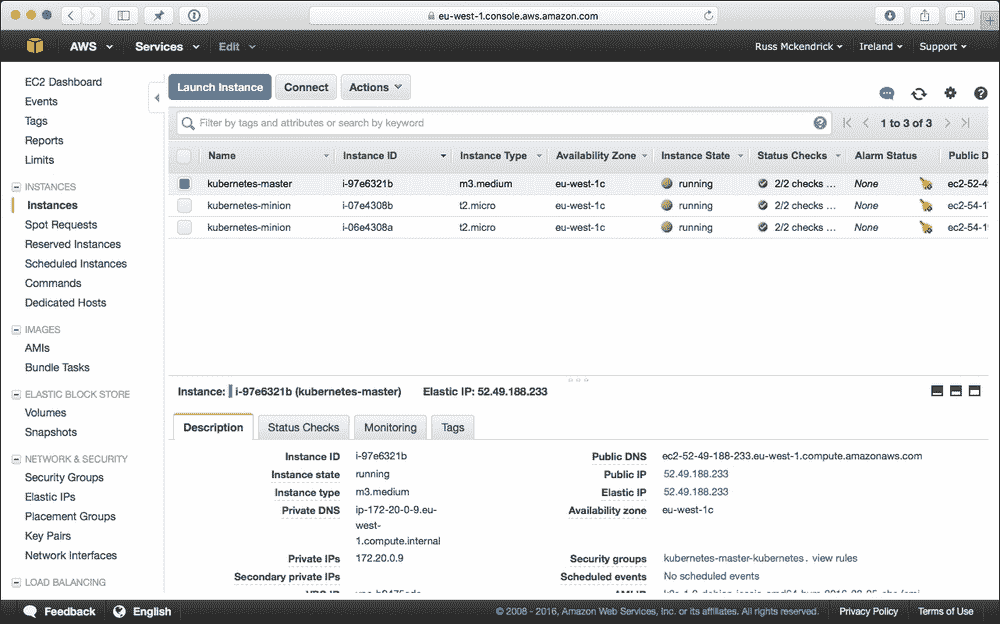 eu-west-1.console.aws.amazon.com
AWS Services Edit Russ Mckendrick Ireland Support
EC2 Dashboard
Events
Tags
Reports
Limits
INSTANCES
Instances
Spot Requests
Reserved Instances
Scheduled Instances
Commands
Dedicated Hosts
IMAGES
AMIs
Bundle Tasks
ELASTIC BLOCK STORE
Volumes
Snapshots
NETWORK & SECURITY
Security Groups
Elastic IPs
Placement Groups
Key Pairs
Network Interfaces
LOAD BALANCING
Launch Instance Connect Actions
Filter by tags and attributes or search by keyword 1 to 3 of 3
Name Instance ID Instance Type Availability Zone Instance State Status Checks Alarm Status Public D
kubernetes-master i-97e6321b m3.medium eu-west-1c running 2/2 checks ... None ec2-52-4
kubernetes-minion i-07e4308b t2.micro eu-west-1c running 2/2 checks ... None ec2-54-1
kubernetes-minion i-06e4308a t2.micro eu-west-1c running 2/2 checks ... None ec2-54-1
Instance: i-97e6321b (kubernetes-master) Elastic IP: 52.49.188.233
Description Status Checks Monitoring Tags
Instance ID i-97e6321b Public DNS ec2-52-49-188-233.eu-west-1.compute.amazonaws.com
Instance state running Public IP 52.49.188.233
Instance type m3.medium Elastic IP 52.49.188.233
Private DNS ip-172-20-0-9.eu- Availability zone eu-west-1c
west-
1.compute.internal
Private IPs 172.20.0.9 Security groups kubernetes-master-kubernetes. view rules
Secondary private IPs Scheduled events No scheduled events
Feedback English © 2008 - 2016, Amazon Web Services, Inc. or its affiliates. All rights reserved. Privacy Policy Terms of Use